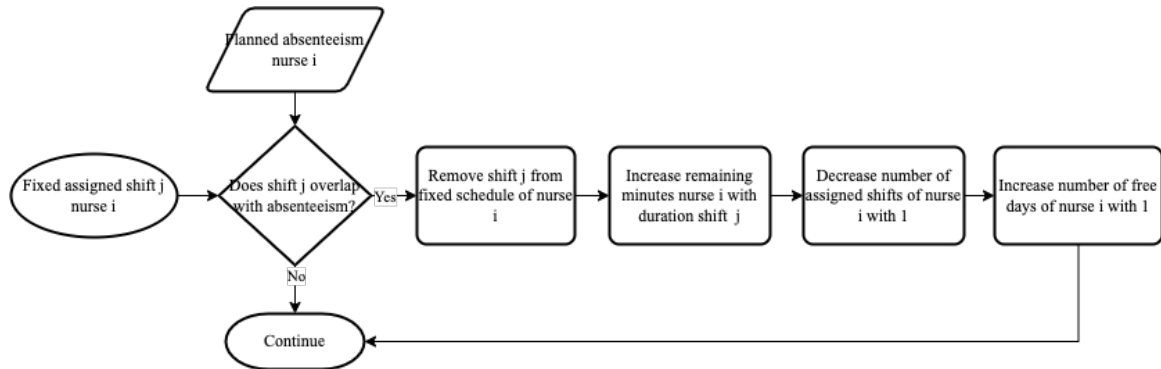 Planned absenteeism
nurse i
Fixed assigned shift j
nurse i
Does shift j overlap
with absenteeism?
Yes
Remove shift j from
fixed schedule of nurse
i
Increase remaining
minutes nurse i with
duration shift j
Decrease number of
assigned shifts of nurse
i with 1
Increase number of free
days of nurse i with 1
No
Continue